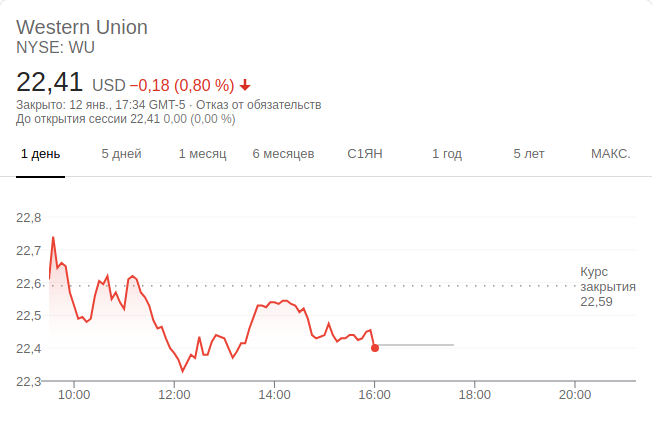 Western Union
NYSE: WU
22,41 USD −0,18 (0,80 %)
Закрыто: 12 янв., 17:34 GMT-5 · Отказ от обязательств
До открытия сессии 22,41 0,00 (0,00 %)
1 день 5 дней 1 месяц 6 месяцев С1ЯН 1 год 5 лет МАКС.
22,8
22,7
22,6
22,5
22,4
22,3
Курс
закрытия
22,59
10:00 12:00 14:00 16:00 18:00 20:00